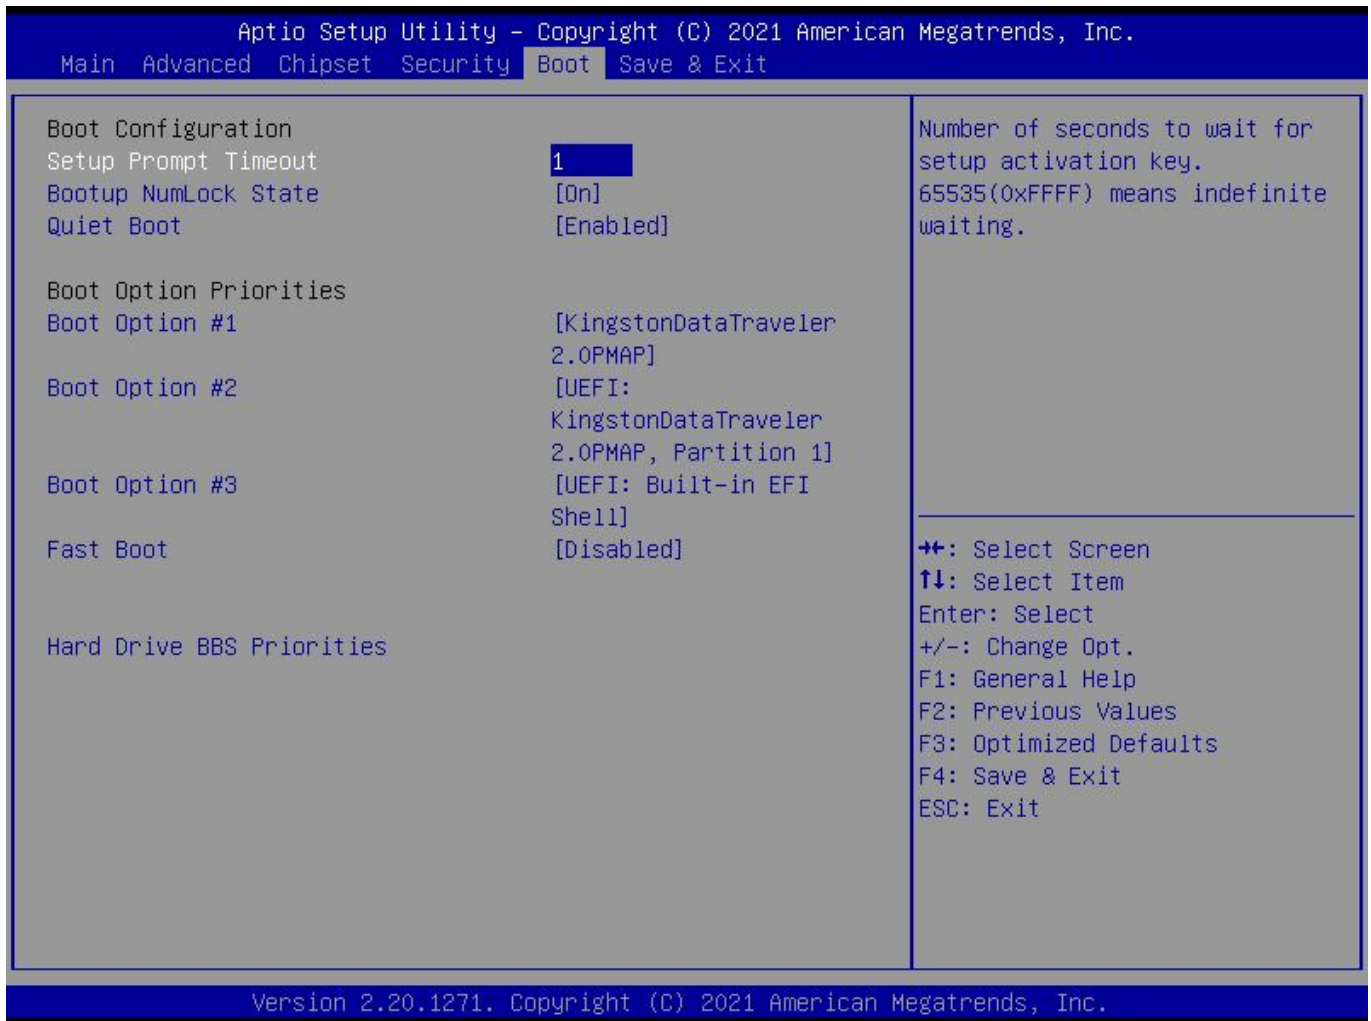 Aptio Setup Utility – Copyright (C) 2021 American Megatrends, Inc.
Main Advanced Chipset Security Boot Save & Exit
Boot Configuration
Setup Prompt Timeout 1
Bootup NumLock State [On]
Quiet Boot [Enabled]
Boot Option Priorities
Boot Option #1 [KingstonDataTraveler
2.0PMAP]
Boot Option #2 [UEFI:
KingstonDataTraveler
2.0PMAP, Partition 1]
Boot Option #3 [UEFI: Built-in EFI
Shell]
Fast Boot [Disabled]
Hard Drive BBS Priorities
Number of seconds to wait for
setup activation key.
65535(0xFFFF) means indefinite
waiting.
→←: Select Screen
↑↓: Select Item
Enter: Select
+/-: Change Opt.
F1: General Help
F2: Previous Values
F3: Optimized Defaults
F4: Save & Exit
ESC: Exit
Version 2.20.1271. Copyright (C) 2021 American Megatrends, Inc.